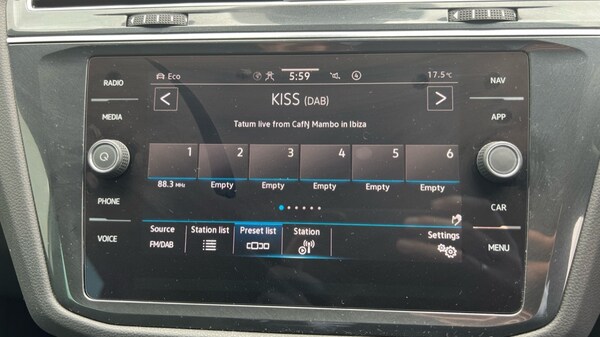 RADIO
MEDIA
PHONE
VOICE
Eco
5:59
17.5°C
KISS (DAB)
Tatum live from CafŊ Mambo in Ibiza
1 2 3 4 5 6
88.3 MHz Empty Empty Empty Empty Empty
Source Station list Preset list Station Settings
FM/DAB
NAV
APP
CAR
MENU